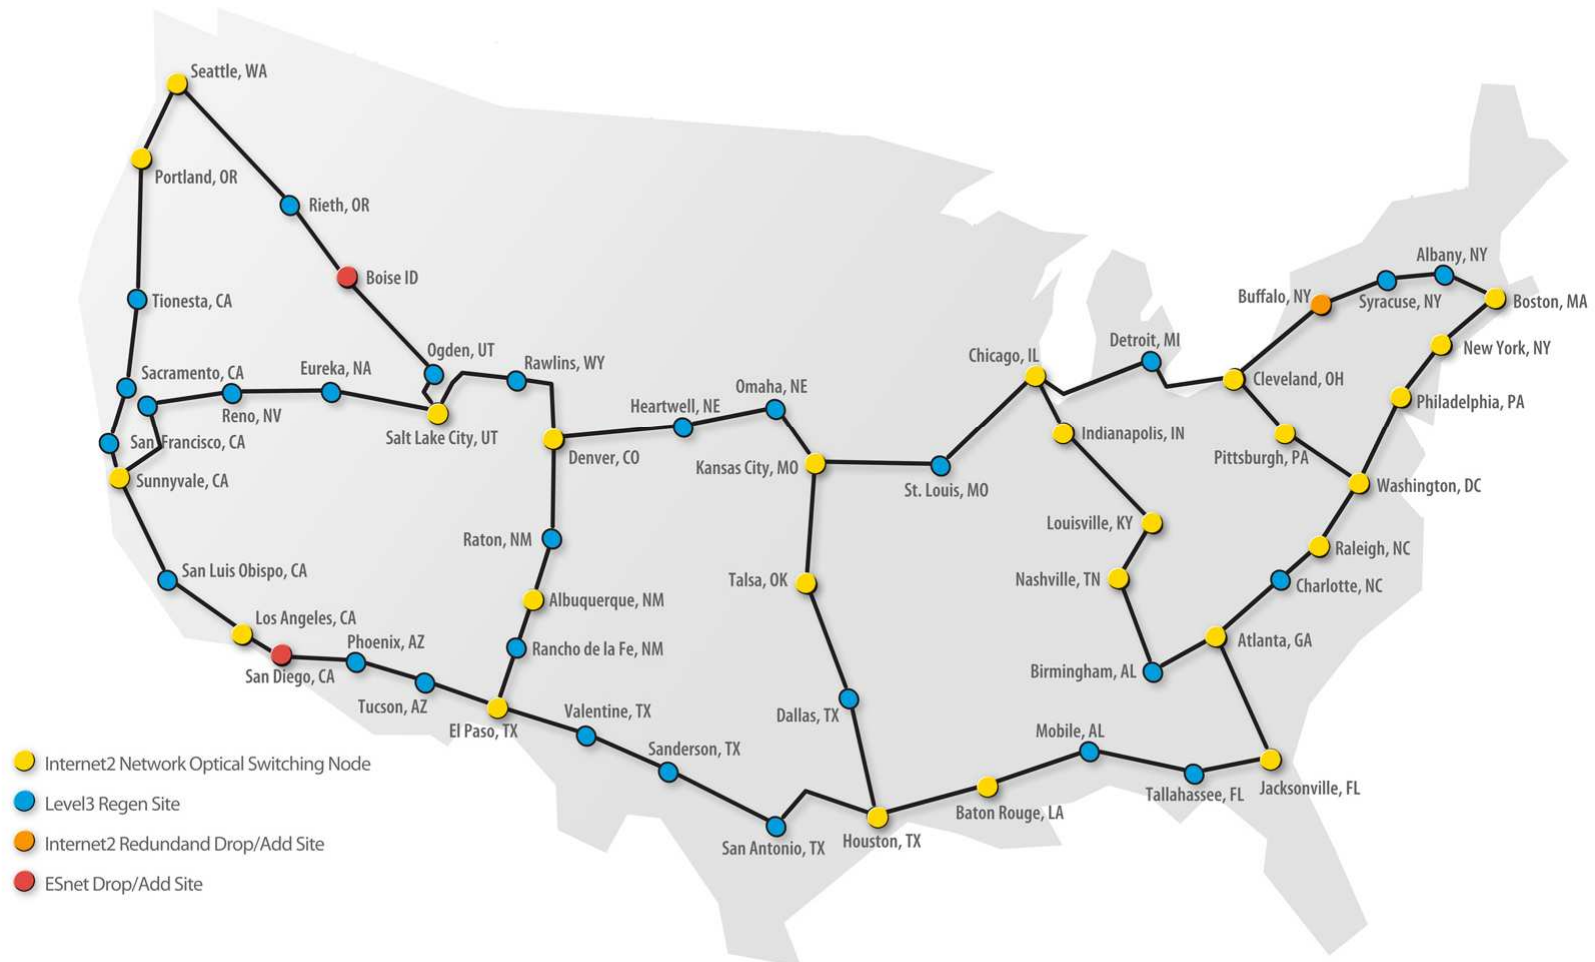 Seattle, WA
Portland, OR
Rieth, OR
Boise ID
Tionesta, CA
Ogden, UT
Rawlins, WY
Sacramento, CA
Eureka, NA
Reno, NV
Salt Lake City, UT
San Francisco, CA
Sunnyvale, CA
Denver, CO
Heartwell, NE
Omaha, NE
Kansas City, MO
St. Louis, MO
Chicago, IL
Detroit, MI
Cleveland, OH
Buffalo, NY
Syracuse, NY
Albany, NY
Boston, MA
New York, NY
Philadelphia, PA
Pittsburgh, PA
Washington, DC
Indianapolis, IN
Louisville, KY
Nashville, TN
Raleigh, NC
Charlotte, NC
Atlanta, GA
Birmingham, AL
Raton, NM
Albuquerque, NM
Rancho de la Fe, NM
Talsa, OK
Dallas, TX
San Luis Obispo, CA
Los Angeles, CA
San Diego, CA
Phoenix, AZ
Tucson, AZ
El Paso, TX
Valentine, TX
Sanderson, TX
San Antonio, TX
Houston, TX
Baton Rouge, LA
Mobile, AL
Tallahassee, FL
Jacksonville, FL
Internet2 Network Optical Switching Node
Level3 Regen Site
Internet2 Redundand Drop/Add Site
ESnet Drop/Add Site